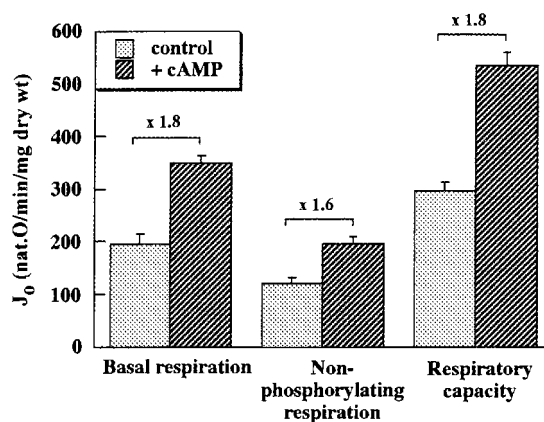 x 1.8
600
control
+ cAMP
500
x 1.8
400
300
x 1.6
200
100
0
J₀ (nat.O/min/mg dry wt)
Basal respiration
Non-
phosphorylating
respiration
Respiratory
capacity